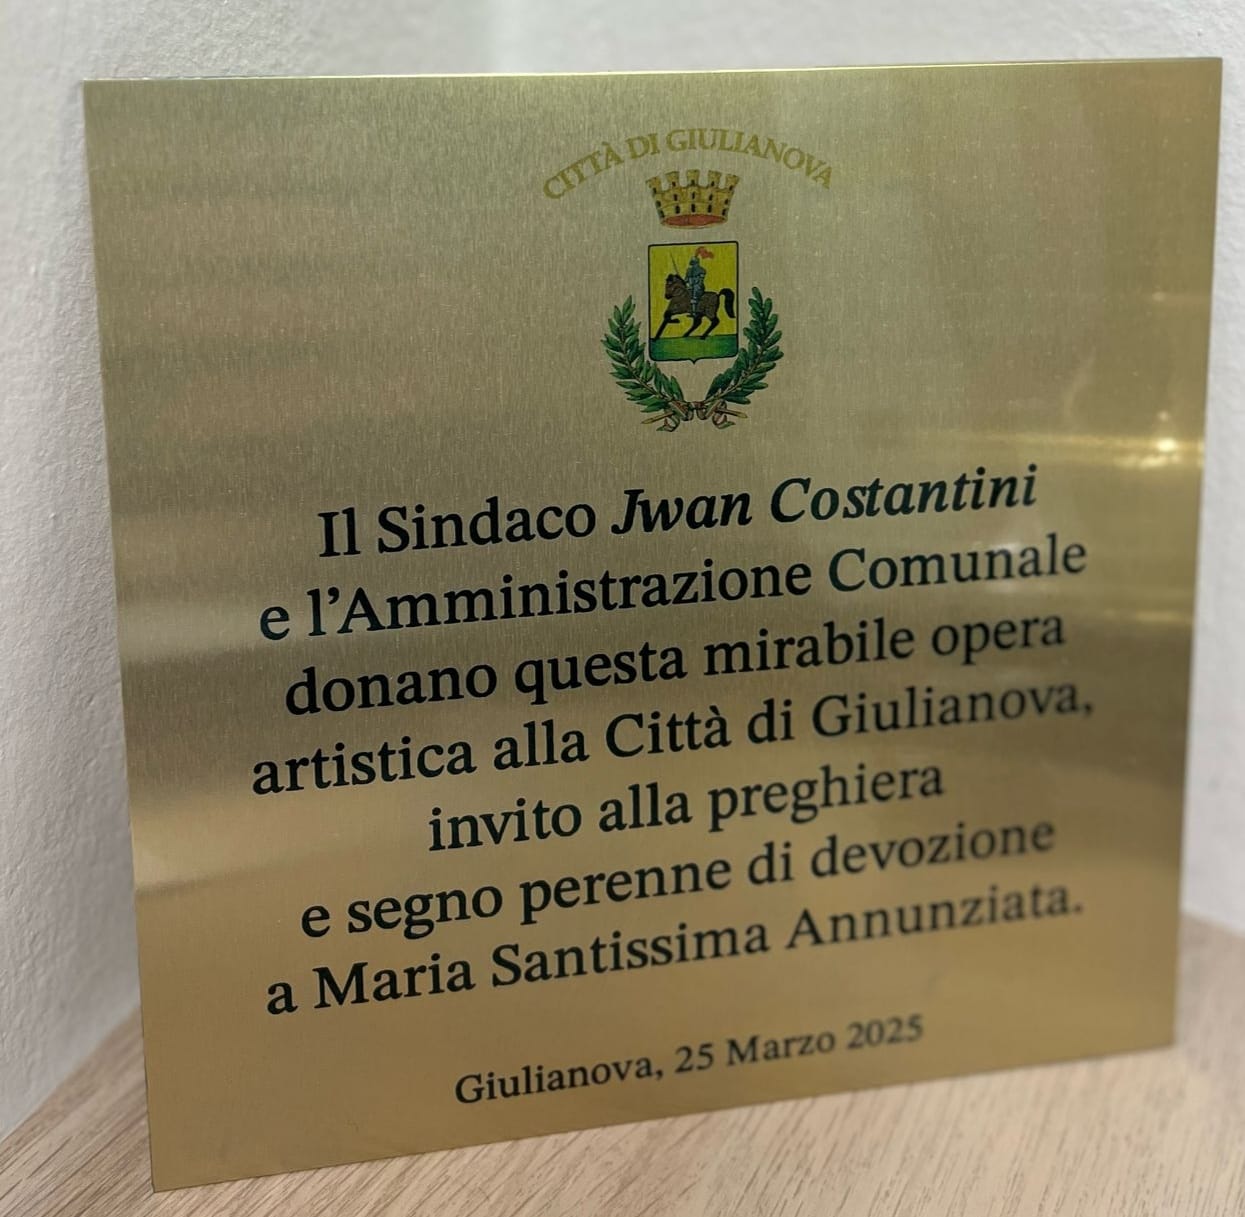 CITTÀ DI GIULIANOVA
Il Sindaco Jwan Costantini
e l’Amministrazione Comunale
donano questa mirabile opera
artistica alla Città di Giulianova,
invito alla preghiera
e segno perenne di devozione
a Maria Santissima Annunziata.
Giulianova, 25 Marzo 2025